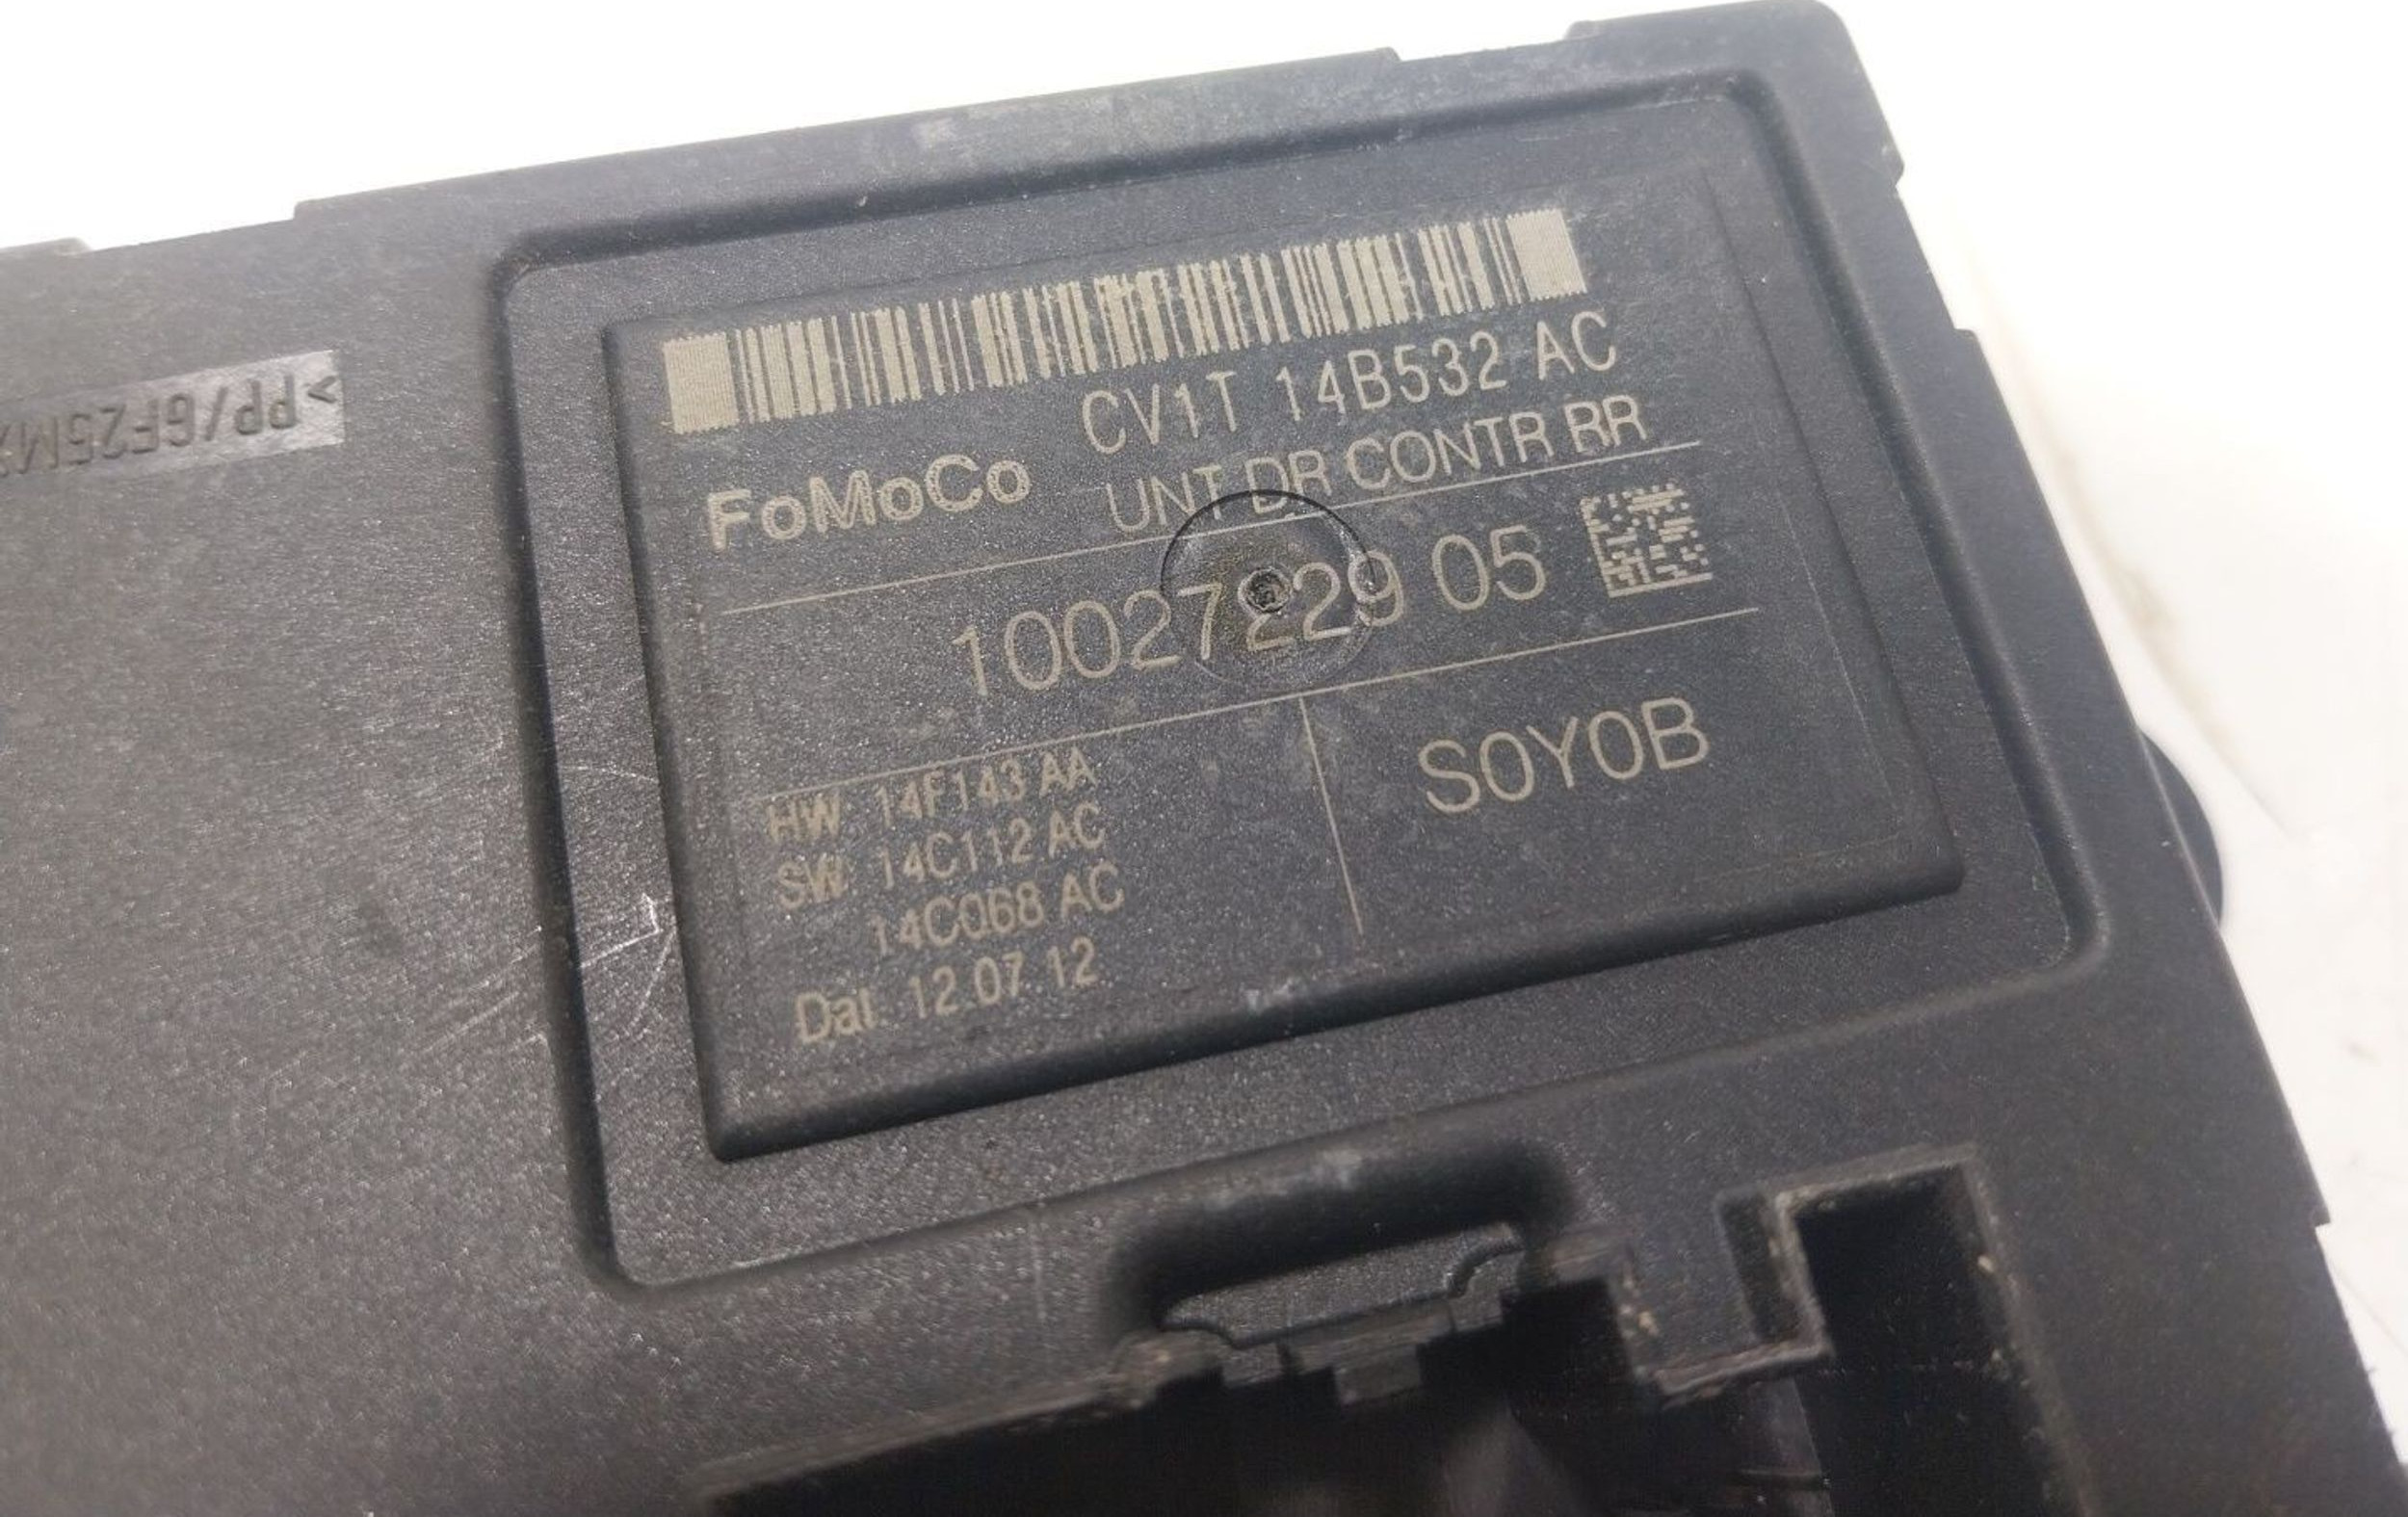 CV1T 14B532 AC
FoMoCo UNT DR CONTR RR
10027229 05
HW: 14F143 AA
SW: 14C112 AC
14C068 AC
Dat: 12.07.12
S0Y0B
>PP/GF25M